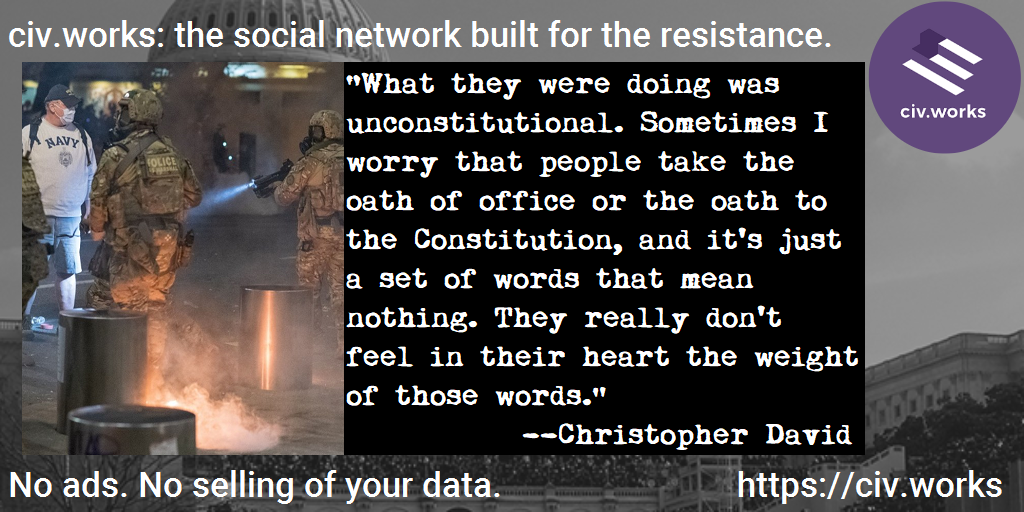 civ.works: the social network built for the resistance.
civ.works
NAVY
POLICE
"What they were doing was
unconstitutional. Sometimes I
worry that people take the
oath of office or the oath to
the Constitution, and it's just
a set of words that mean
nothing. They really don't
feel in their heart the weight
of those words."
--Christopher David
No ads. No selling of your data.
https://civ.works